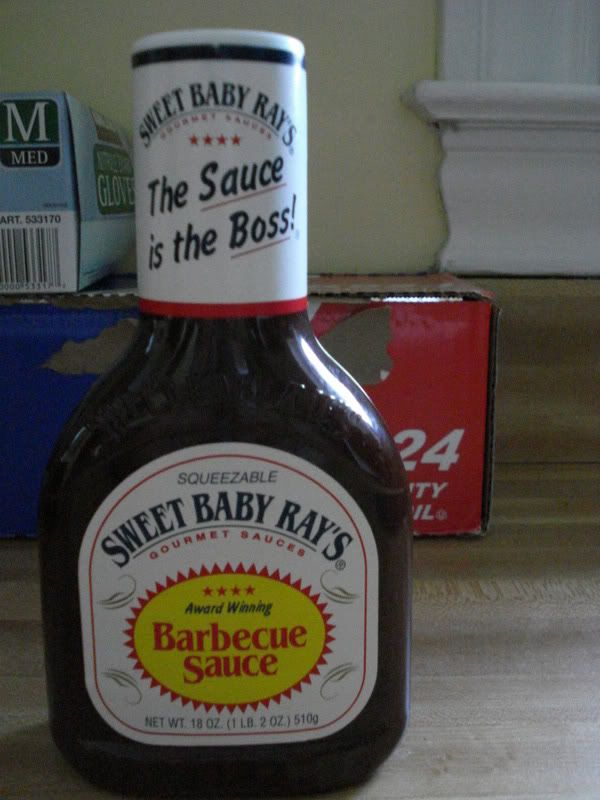 SWEET BABY RAY'S
GOURMET SAUCES
The Sauce
is the Boss!
M
MED
GLOVE
ART. 533170
24
SQUEEZABLE
SWEET BABY RAY'S®
GOURMET SAUCES
Award Winning
Barbecue
Sauce
NET WT. 18 OZ. (1 LB. 2 OZ.) 510g